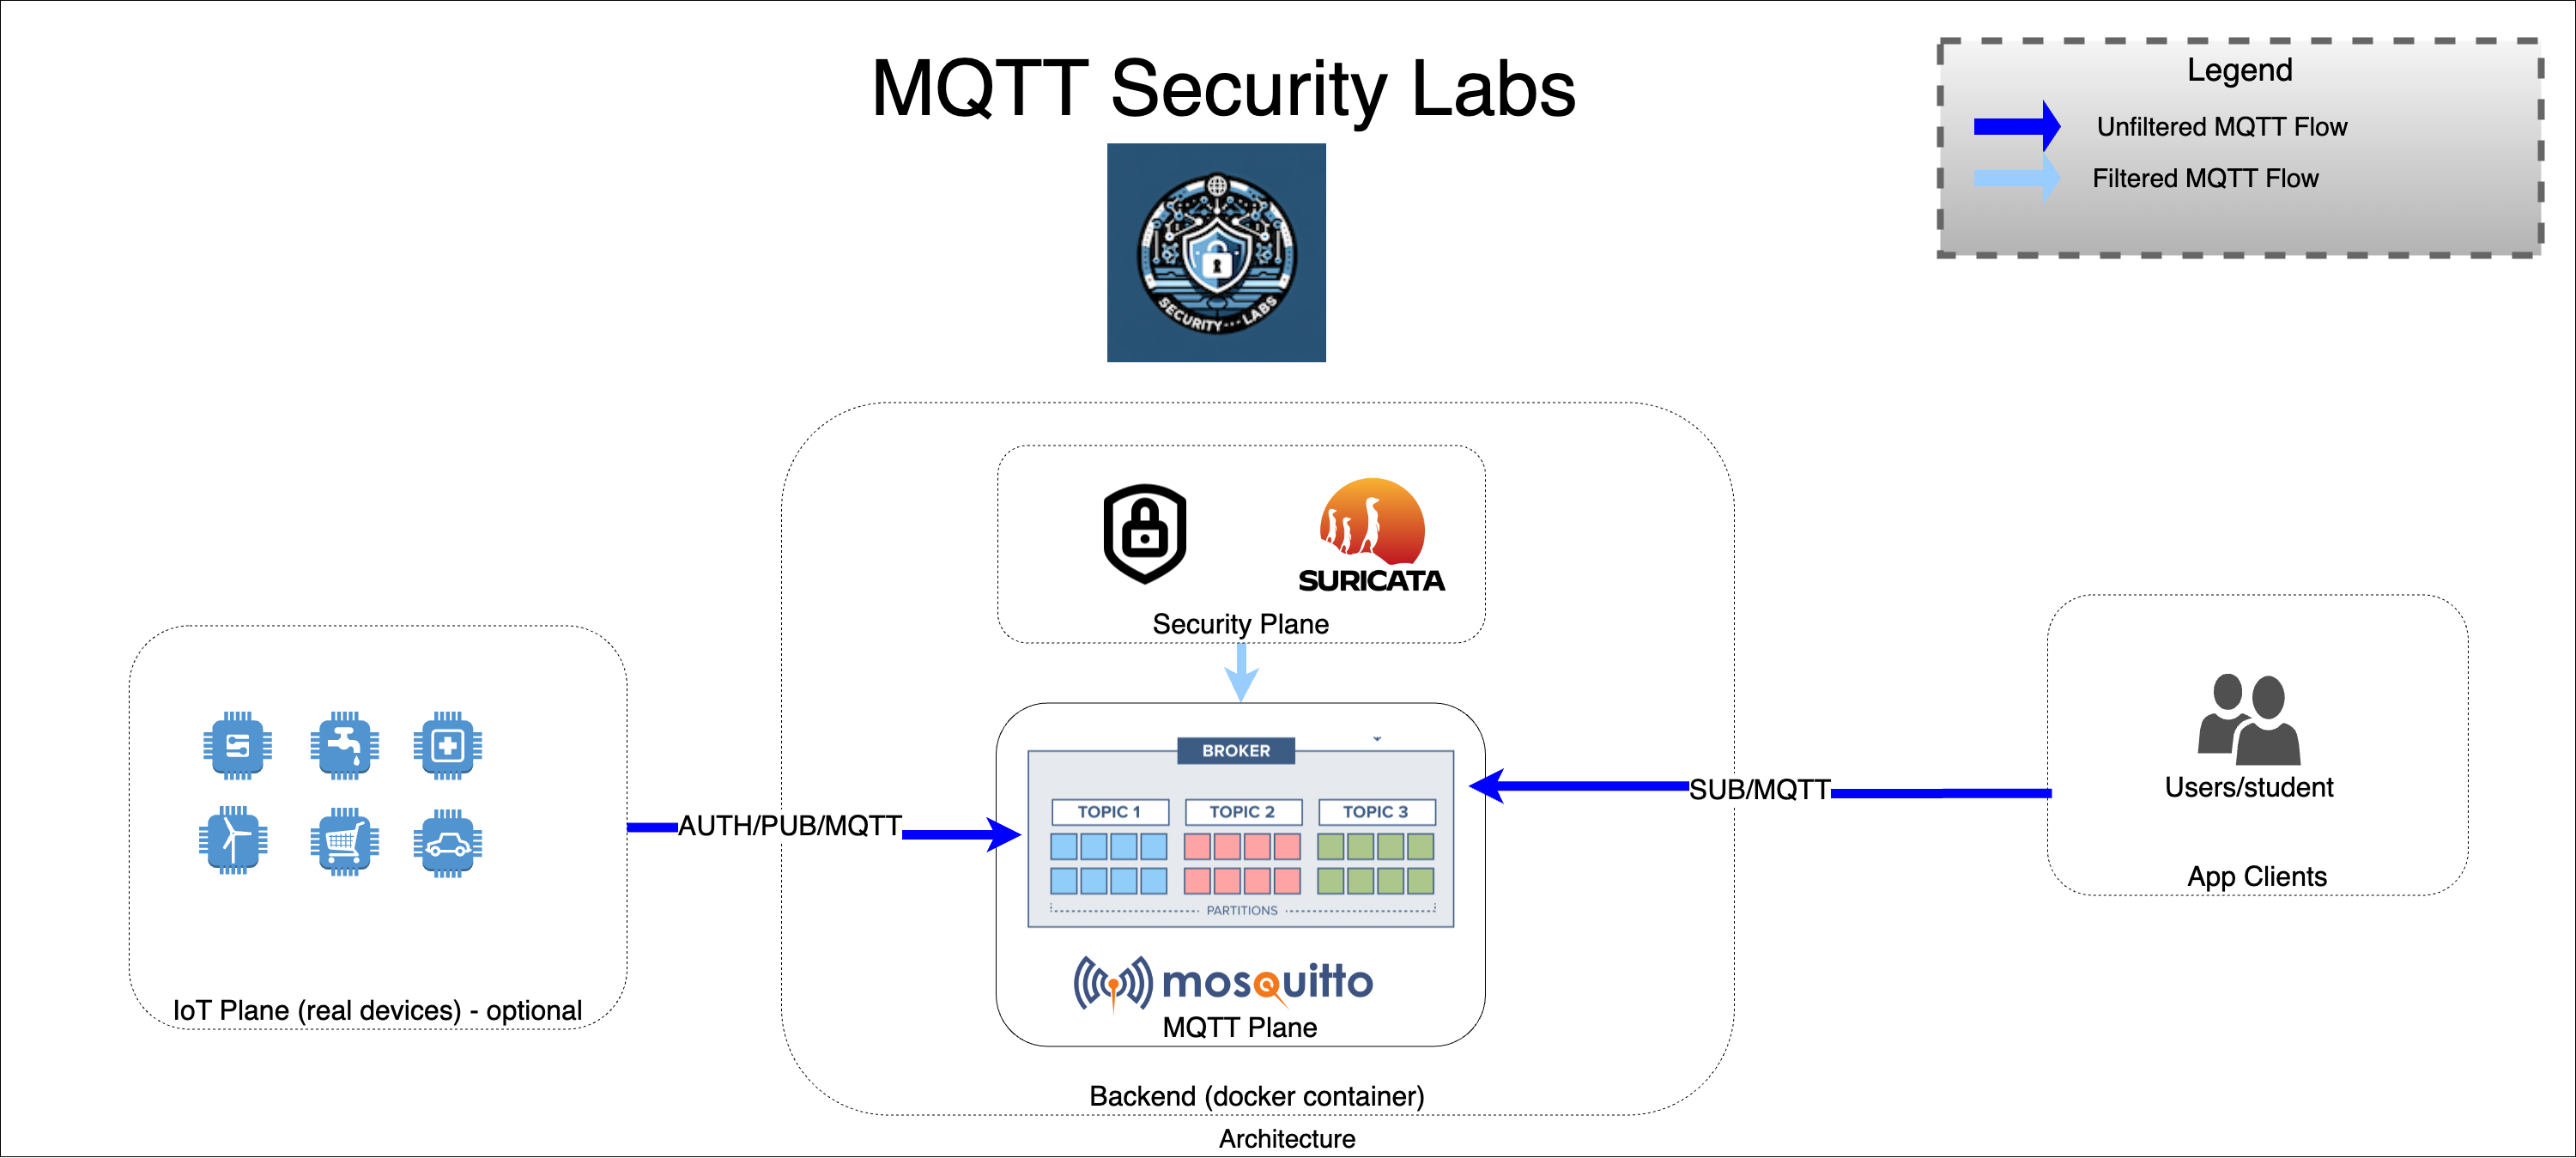 MQTT Security Labs
Legend
Unfiltered MQTT Flow
Filtered MQTT Flow
SECURITY LABS
SURICATA
Security Plane
BROKER
TOPIC 1
TOPIC 2
TOPIC 3
PARTITIONS
mosquitto
MQTT Plane
AUTH/PUB/MQTT
SUB/MQTT
IoT Plane (real devices) - optional
Users/student
App Clients
Backend (docker container)
Architecture